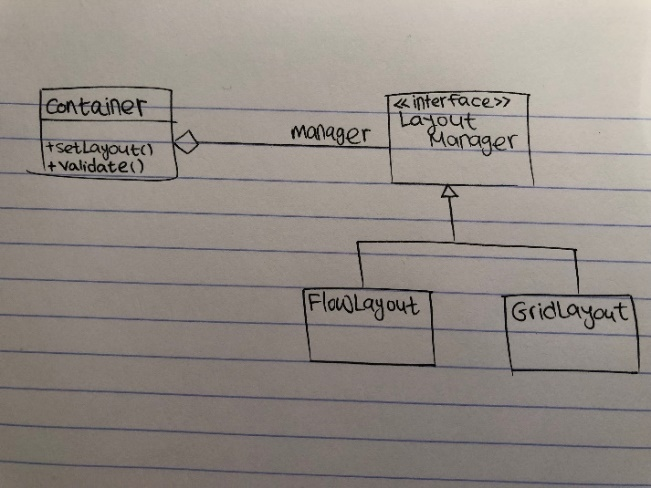 Container
+setLayout()
+validate()
manager
<<interface>>
Layout
Manager
FlowLayout
GridLayout